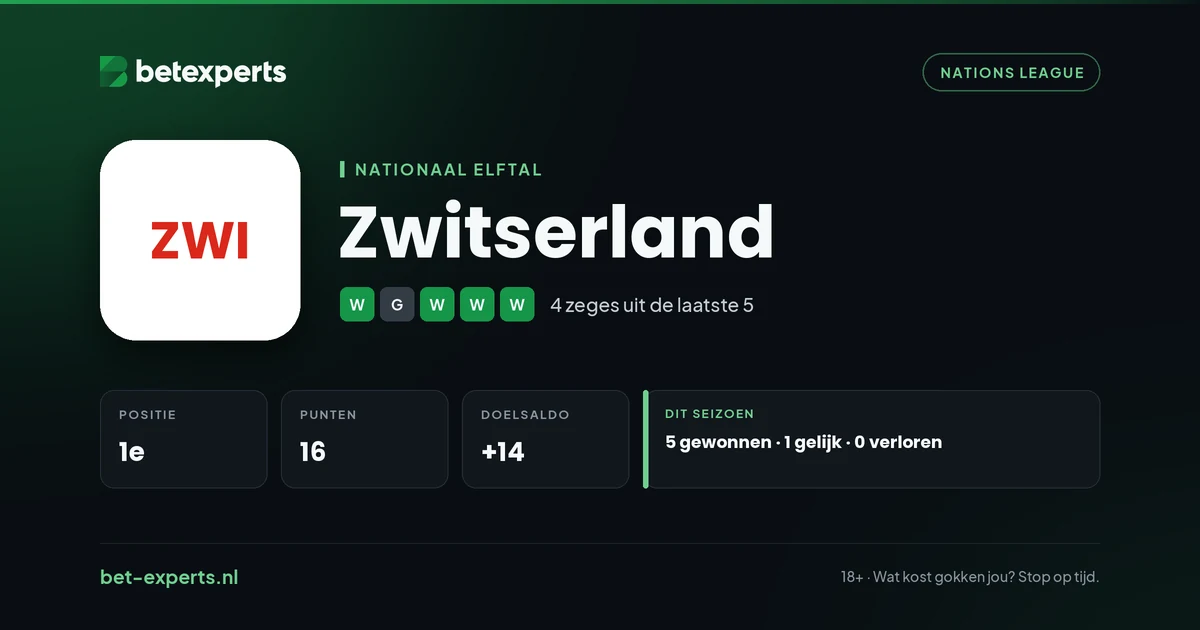 betexperts
NATIONS LEAGUE
ZWI
NATIONAAL ELFTAL
Zwitserland
W G W W W 4 zeges uit de laatste 5
POSITIE
1e
PUNTEN
16
DOELSALDO
+14
DIT SEIZOEN
5 gewonnen · 1 gelijk · 0 verloren
bet-experts.nl
18+ · Wat kost gokken jou? Stop op tijd.